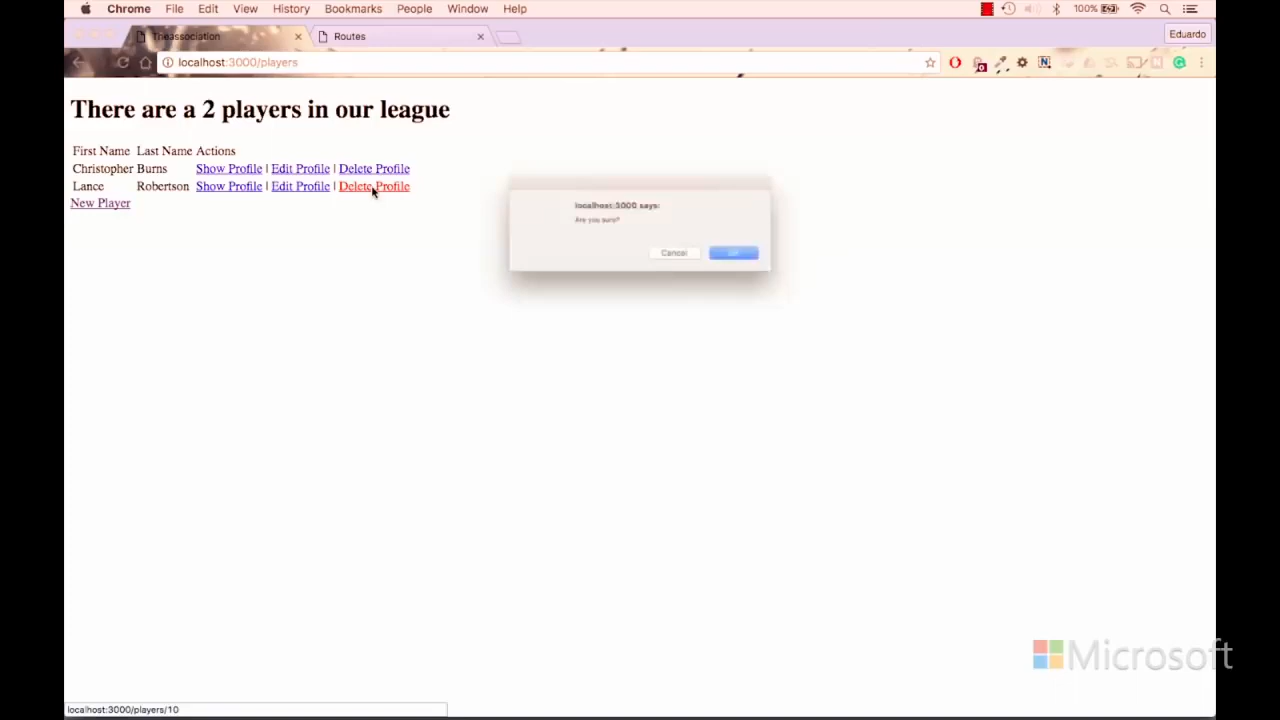 Chrome File Edit View History Bookmarks People Window Help 100%
Theassociation Routes Eduardo
localhost:3000/players
There are a 2 players in our league
First Name Last Name Actions
Christopher Burns Show Profile | Edit Profile | Delete Profile
Lance Robertson Show Profile | Edit Profile | Delete Profile
New Player
localhost:3000 says:
Are you sure?
Cancel
Microsoft
localhost:3000/players/10